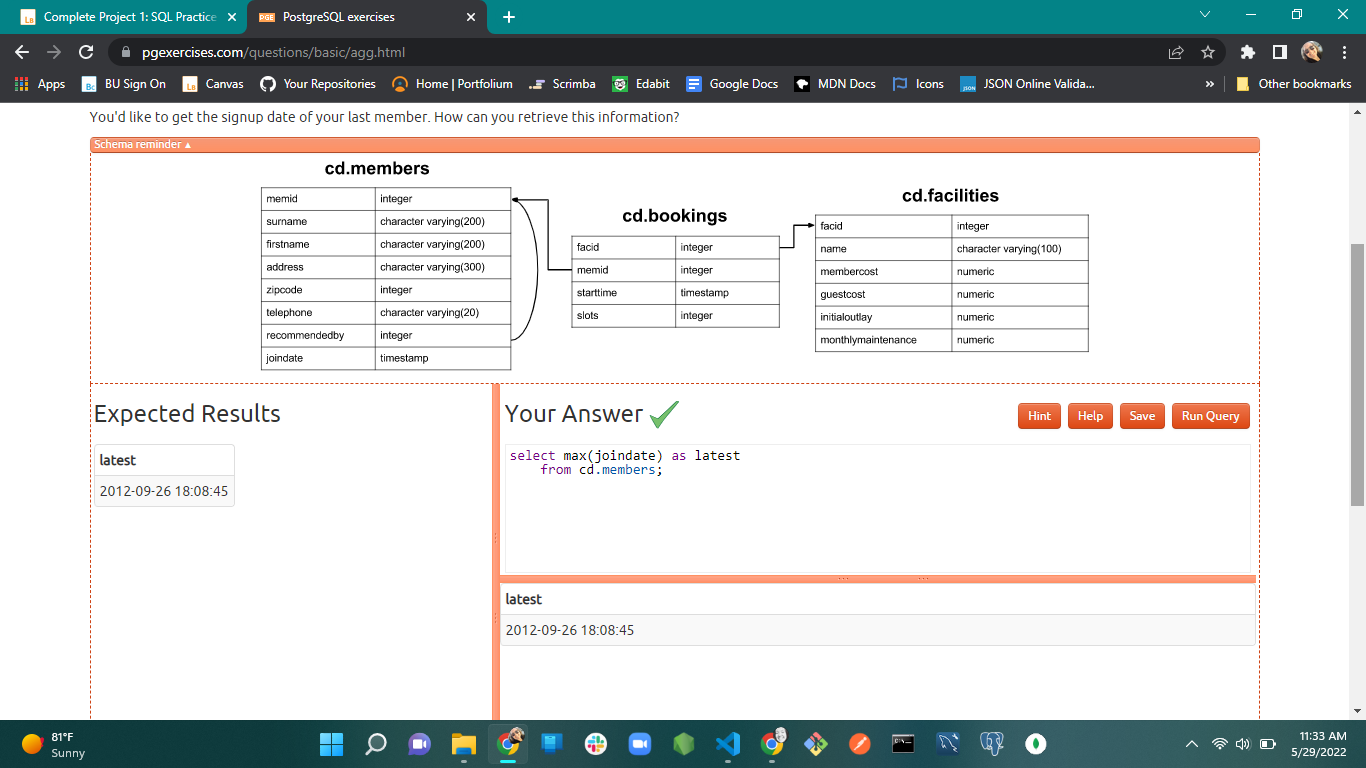 Complete Project 1: SQL Practice
PostgreSQL exercises
pgexercises.com/questions/basic/agg.html
Apps BU Sign On Canvas Your Repositories Home | Portfolium Scrimba Edabit Google Docs MDN Docs Icons JSON Online Valida... » Other bookmarks
You'd like to get the signup date of your last member. How can you retrieve this information?
Schema reminder ▲
cd.members
memid integer
surname character varying(200)
firstname character varying(200)
address character varying(300)
zipcode integer
telephone character varying(20)
recommendedby integer
joindate timestamp
cd.bookings
facid integer
memid integer
starttime timestamp
slots integer
cd.facilities
facid integer
name character varying(100)
membercost numeric
guestcost numeric
initialoutlay numeric
monthlymaintenance numeric
Expected Results
latest
2012-09-26 18:08:45
Your Answer
Hint Help Save Run Query
select max(joindate) as latest
from cd.members;
latest
2012-09-26 18:08:45
81°F
Sunny
11:33 AM
5/29/2022